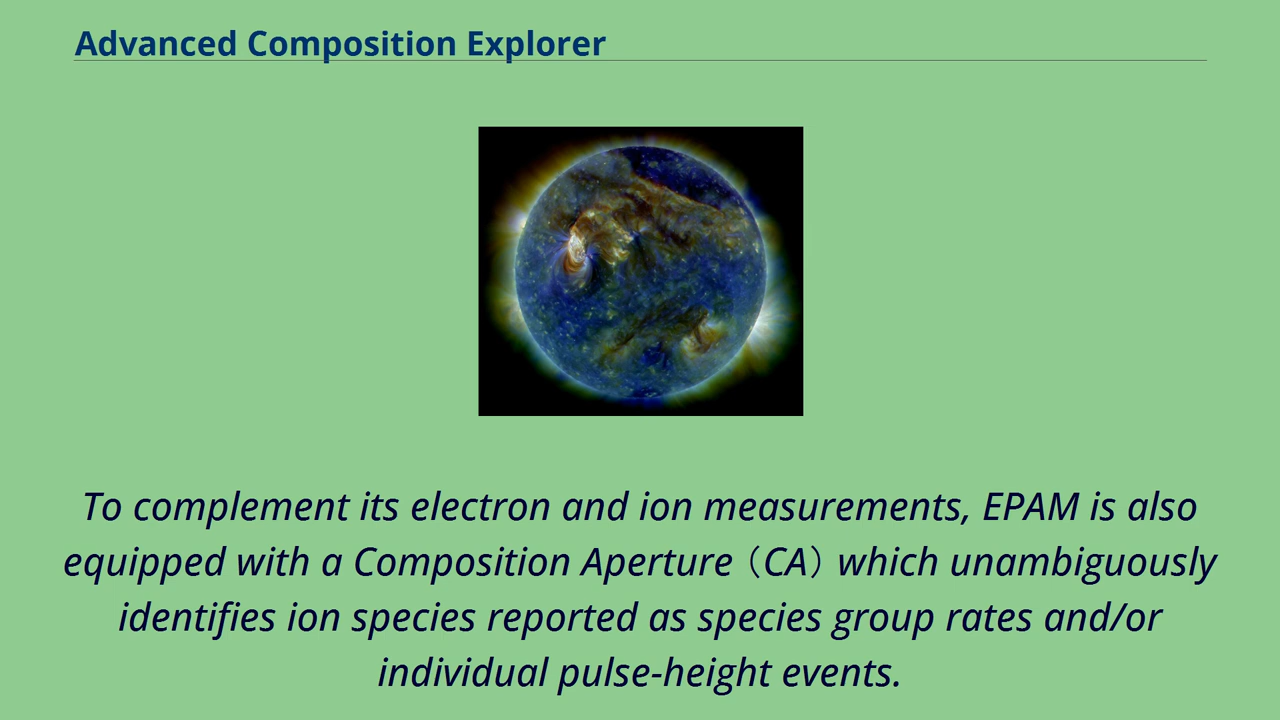 Advanced Composition Explorer
To complement its electron and ion measurements, EPAM is also
equipped with a Composition Aperture（CA）which unambiguously
identifies ion species reported as species group rates and/or
individual pulse-height events.